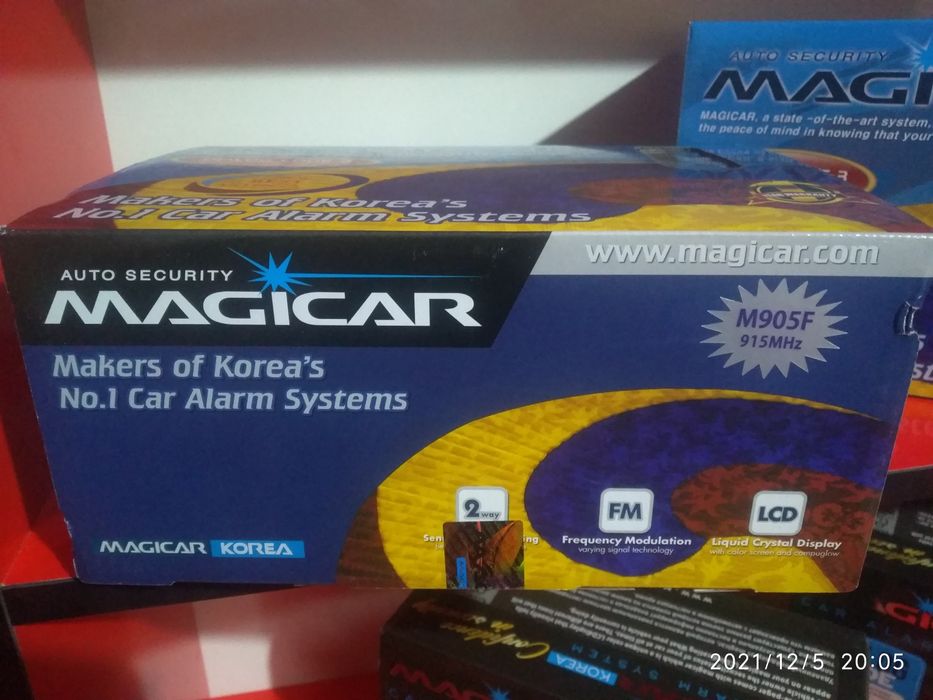 AUTO SECURITY
MAGI
MAGICAR, a state -of-the-art system,
the peace of mind in knowing that your
Makers of Korea's
No.1 Car Alarm Systems
AUTO SECURITY
MAGICAR
www.magicar.com
M905F
915MHz
Makers of Korea's
No.1 Car Alarm Systems
2 way
FM
LCD
Frequency Modulation
varying signal technology
Liquid Crystal Display
with color screen and compuglow
MAGICAR KOREA
Confidence
KOREA
2021/12/5 20:05